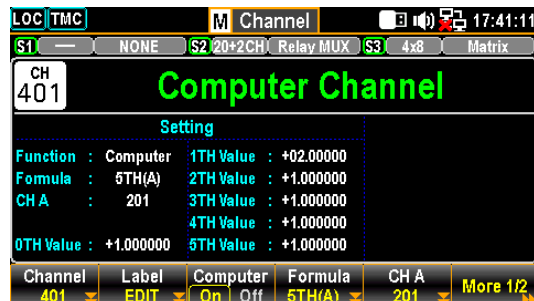 LOC TMC M Channel 17:41:11
S1 — NONE S2 20+2CH Relay MUX S3 4x8 Matrix
CH
401 Computer Channel
Setting
Function : Computer 1TH Value : +02.00000
Formula : 5TH(A) 2TH Value : +1.000000
CH A : 201 3TH Value : +1.000000
4TH Value : +1.000000
0TH Value : +1.000000 5TH Value : +1.000000
Channel Label Computer Formula CH A More 1/2
401 EDIT On Off 5TH(A) 201